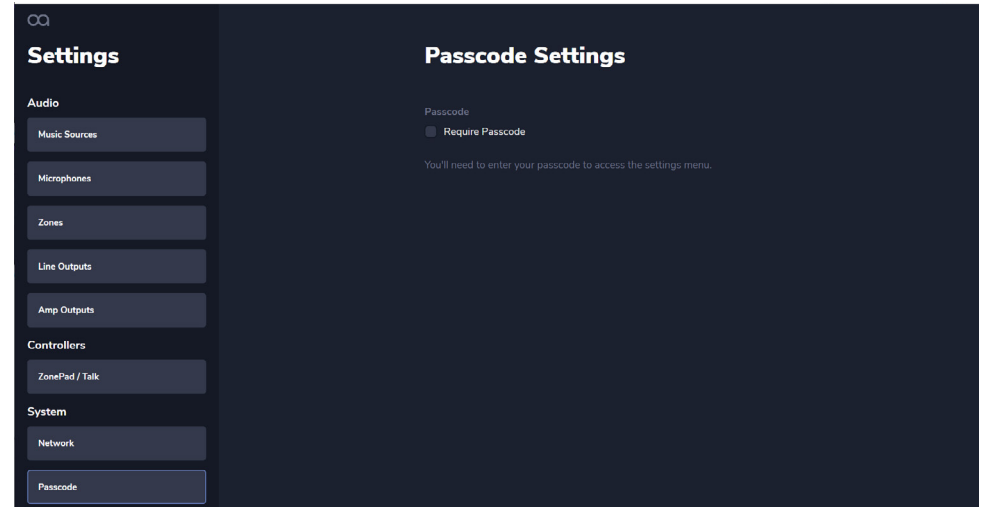 Settings
Audio
Music Sources
Microphones
Zones
Line Outputs
Amp Outputs
Controllers
ZonePad / Talk
System
Network
Passcode
Passcode Settings
Passcode
Require Passcode
You'll need to enter your passcode to access the settings menu.